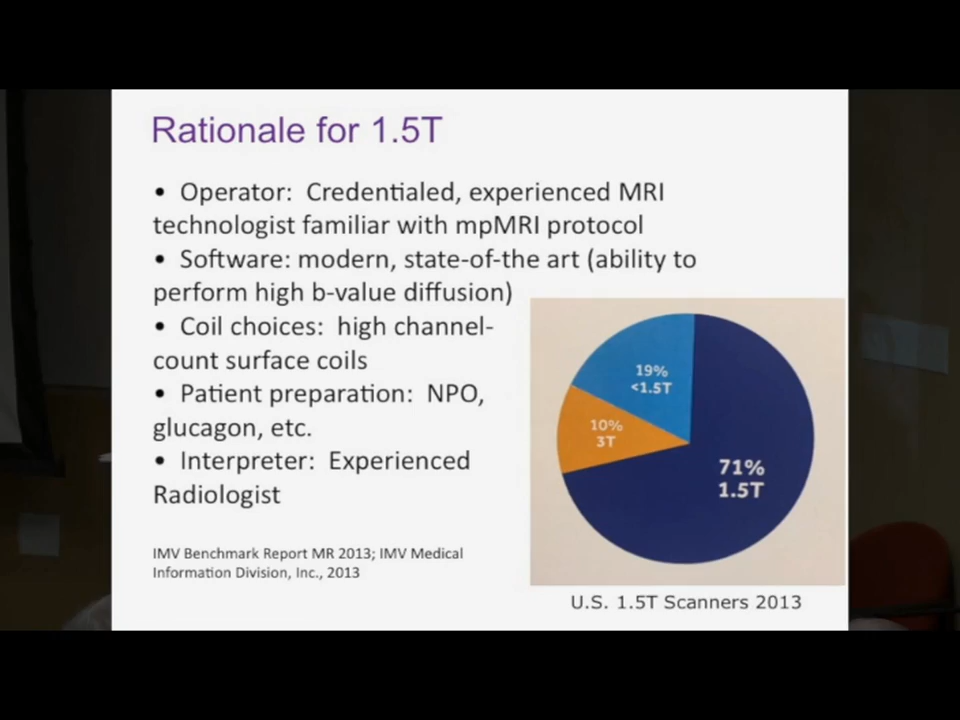 Rationale for 1.5T
• Operator: Credentialed, experienced MRI
technologist familiar with mpMRI protocol
• Software: modern, state-of-the art (ability to
perform high b-value diffusion)
• Coil choices: high channel-
count surface coils
• Patient preparation: NPO,
glucagon, etc.
• Interpreter: Experienced
Radiologist
19%
<1.5T
10%
3T
71%
1.5T
IMV Benchmark Report MR 2013; IMV Medical
Information Division, Inc., 2013
U.S. 1.5T Scanners 2013